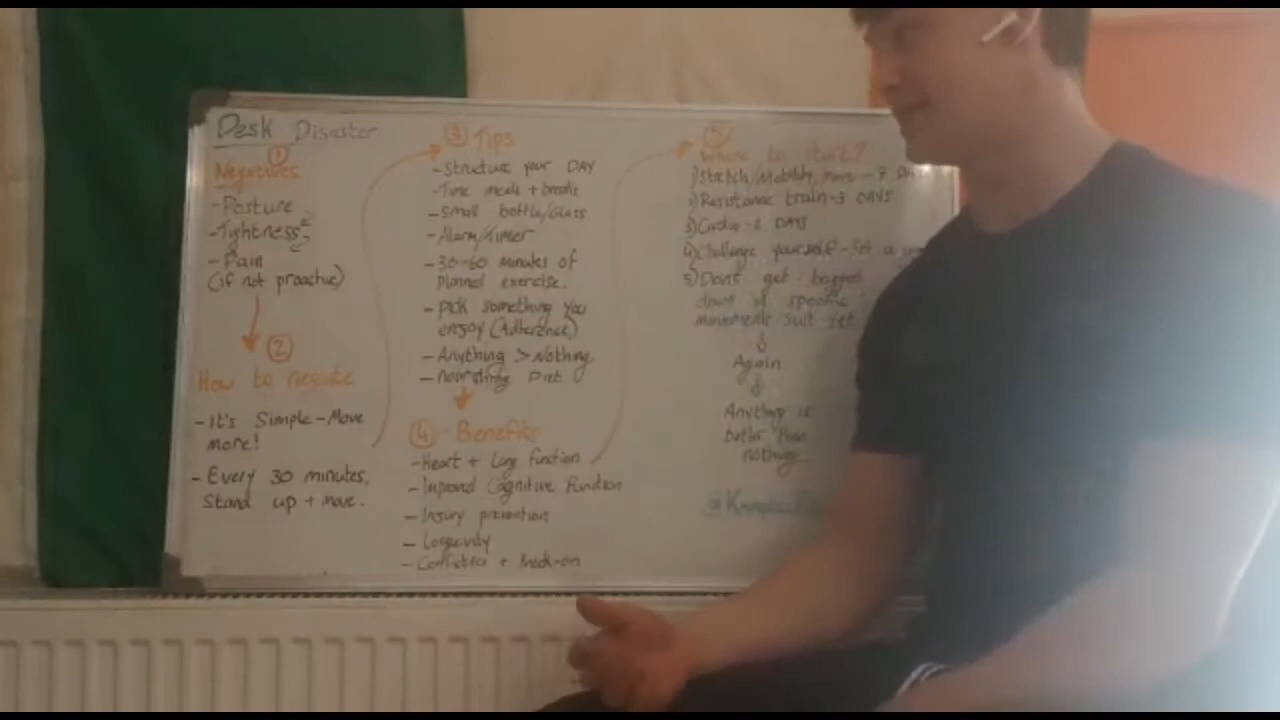 Desk Disaster
①
Negatives
- Posture
- Tightness
- Pain
(if not proactive)
②
How to negate
- It's Simple - Move
more!
- Every 30 minutes,
Stand up + move.
③ Tips
- Structure your DAY
- Time meals + breaks
- Small bottle/Glass
- Alarm/Timer
- 30-60 minutes of
planned exercise.
- Pick something you
enjoy (Adherence)
- Anything > Nothing
- nourishing Diet
④ - Benefits
- Heart + Lung function
- Improved Cognitive Function
- Injury prevention
- Longevity
+ knock-on
⑤
Where to start?
1) Stretch/Mobility, move - 7
2) Resistance train - 3 DAYS
3) Cardio - 2 DAYS
4) Challenge yourself - Set a
5) Don't get bogged
down w/ specific
movements suit yet
Again
Anything is
better than
nothing...